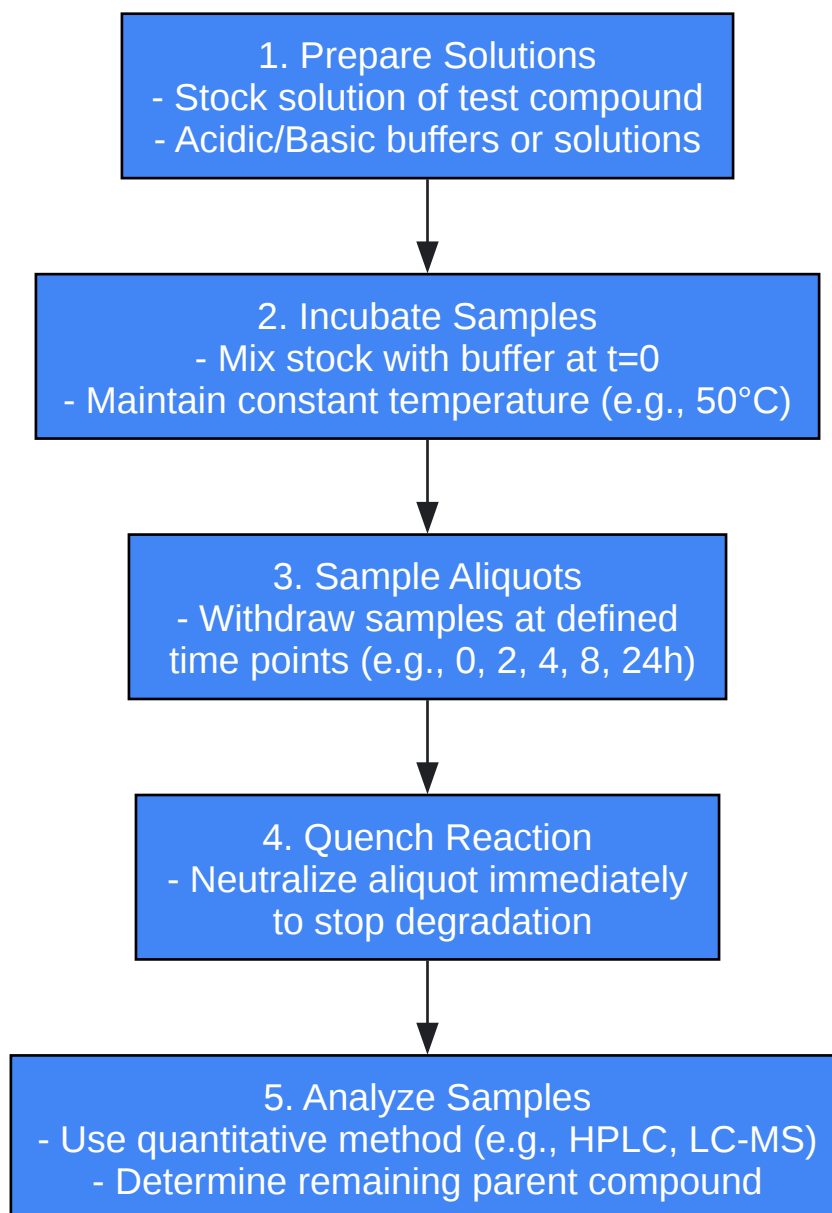 1. Prepare Solutions
- Stock solution of test compound
- Acidic/Basic buffers or solutions
2. Incubate Samples
- Mix stock with buffer at t=0
- Maintain constant temperature (e.g., 50°C)
3. Sample Aliquots
- Withdraw samples at defined
time points (e.g., 0, 2, 4, 8, 24h)
4. Quench Reaction
- Neutralize aliquot immediately
to stop degradation
5. Analyze Samples
- Use quantitative method (e.g., HPLC, LC-MS)
- Determine remaining parent compound